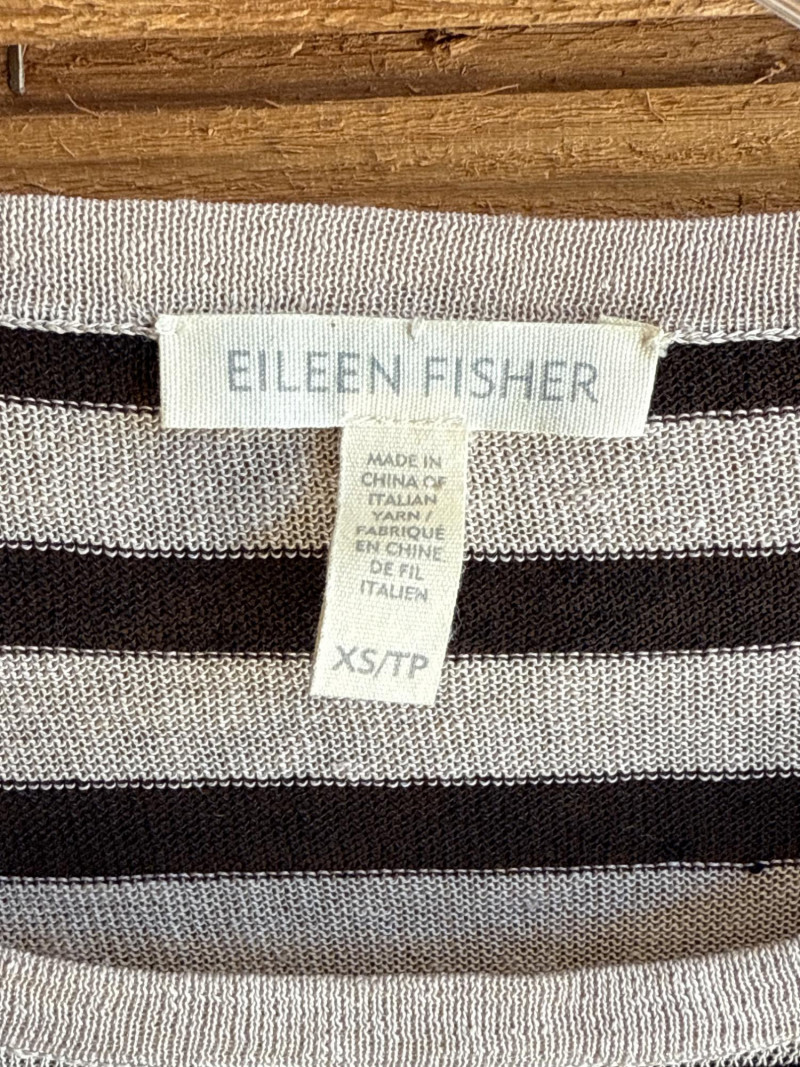 EILEEN FISHER
MADE IN
CHINA OF
ITALIAN
YARN /
FABRIQUÉ
EN CHINE
DE FIL
ITALIEN
XS/TP